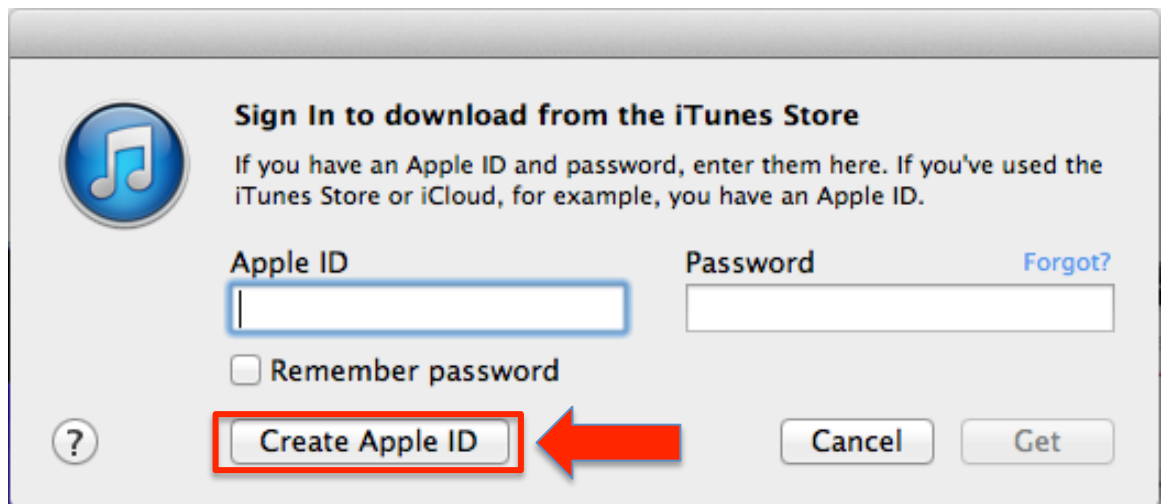 Sign In to download from the iTunes Store
If you have an Apple ID and password, enter them here. If you've used the
iTunes Store or iCloud, for example, you have an Apple ID.
Apple ID
Password
Forgot?
Remember password
?
Create Apple ID
Cancel
Get